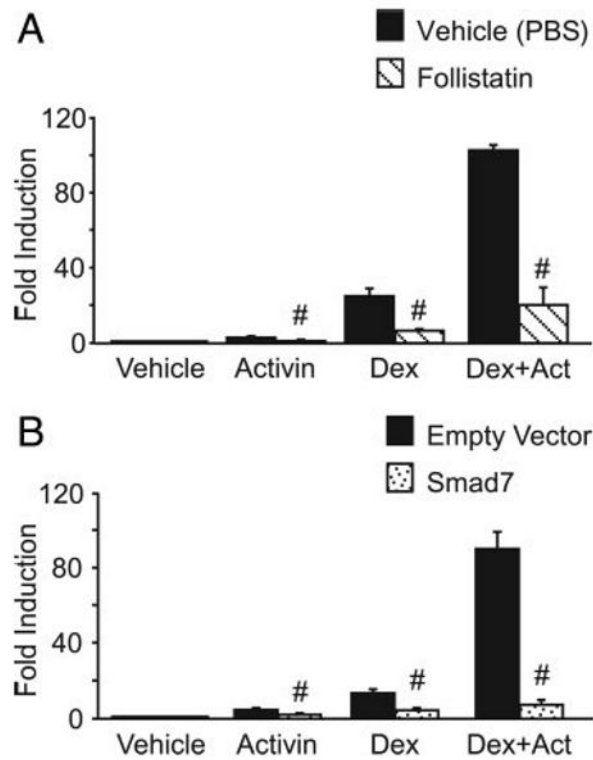 A
Vehicle (PBS)
Follistatin
Fold Induction
120
80
40
0
#
#
#
Vehicle Activin Dex Dex+Act
B
Empty Vector
Smad7
Fold Induction
120
80
40
0
#
#
#
Vehicle Activin Dex Dex+Act